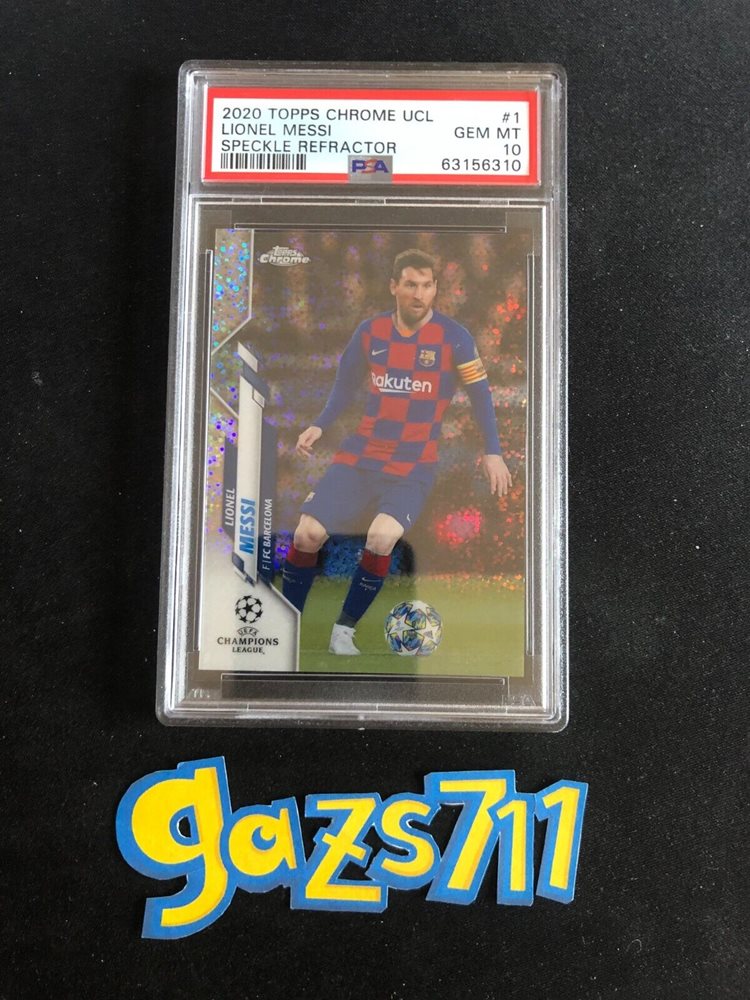 2020 TOPPS CHROME UCL #1
LIONEL MESSI GEM MT
SPECKLE REFRACTOR 10
PSA 63156310
TOPPS
Chrome
Rakuten
LIONEL
MESSI
F | FC BARCELONA
UEFA
CHAMPIONS
LEAGUE
gazs711